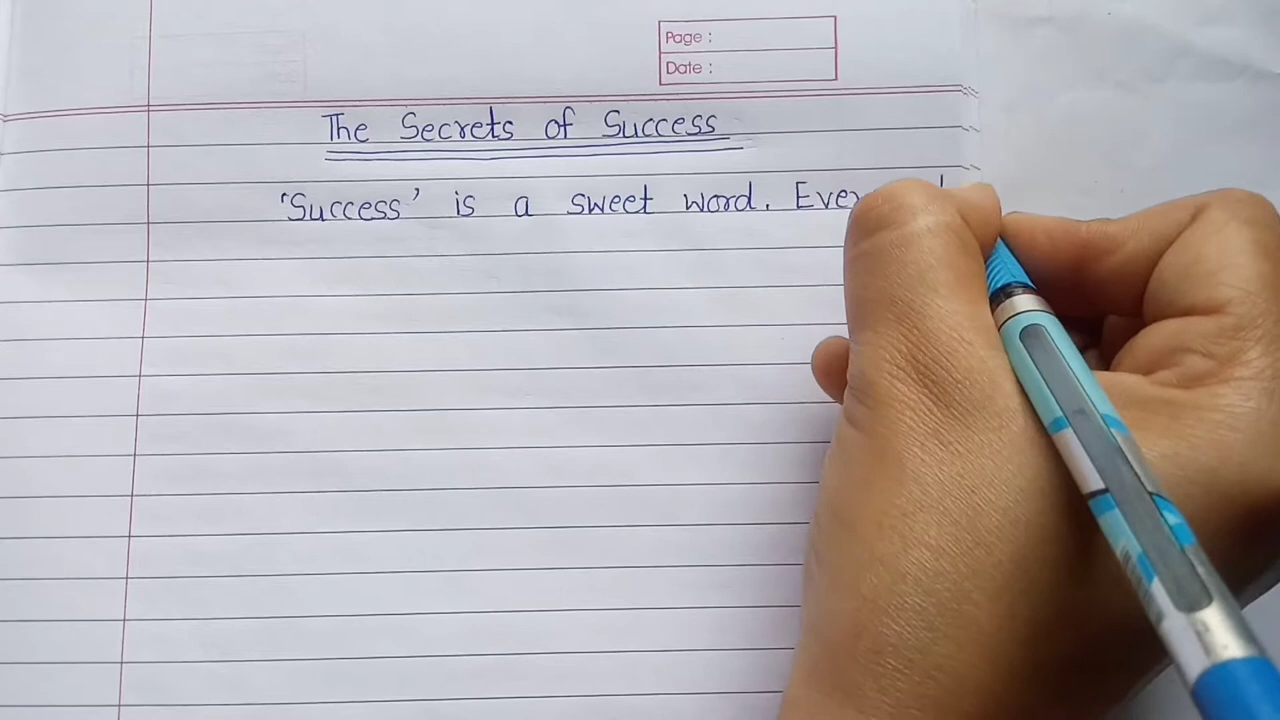 Page :
Date :
The Secrets of Success
'Success' is a sweet word.